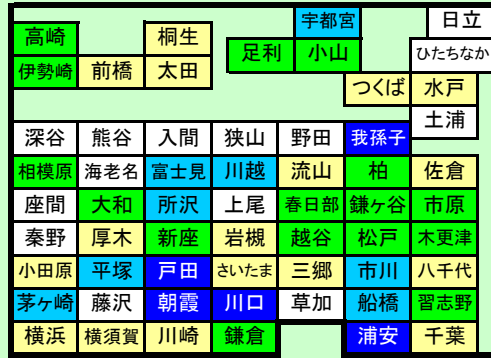 宇都宮 日立
高崎 桐生 足利 小山 ひたちなか
伊勢崎 前橋 太田
つくば 水戸
土浦
深谷 熊谷 入間 狭山 野田 我孫子
相模原 海老名 富士見 川越 流山 柏 佐倉
座間 大和 所沢 上尾 春日部 鎌ヶ谷 市原
秦野 厚木 新座 岩槻 越谷 松戸 木更津
小田原 平塚 戸田 さいたま 三郷 市川 八千代
茅ヶ崎 藤沢 朝霞 川口 草加 船橋 習志野
横浜 横須賀 川崎 鎌倉 浦安 千葉